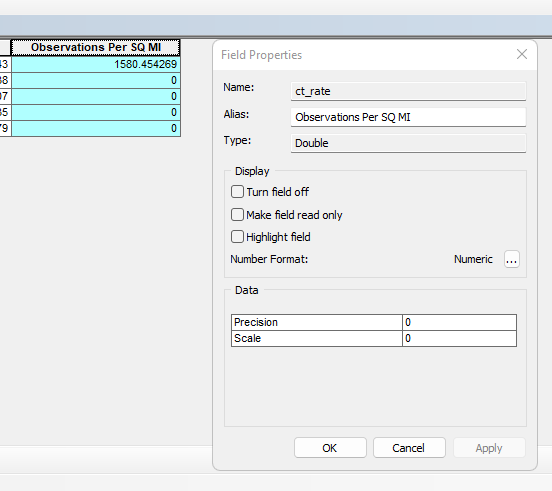 Observations Per SQ MI
43 1580.454269
38 0
07 0
35 0
79 0
Field Properties
Name: ct_rate
Alias: Observations Per SQ MI
Type: Double
Display
Turn field off
Make field read only
Highlight field
Number Format: Numeric ...
Data
Precision 0
Scale 0
OK Cancel Apply